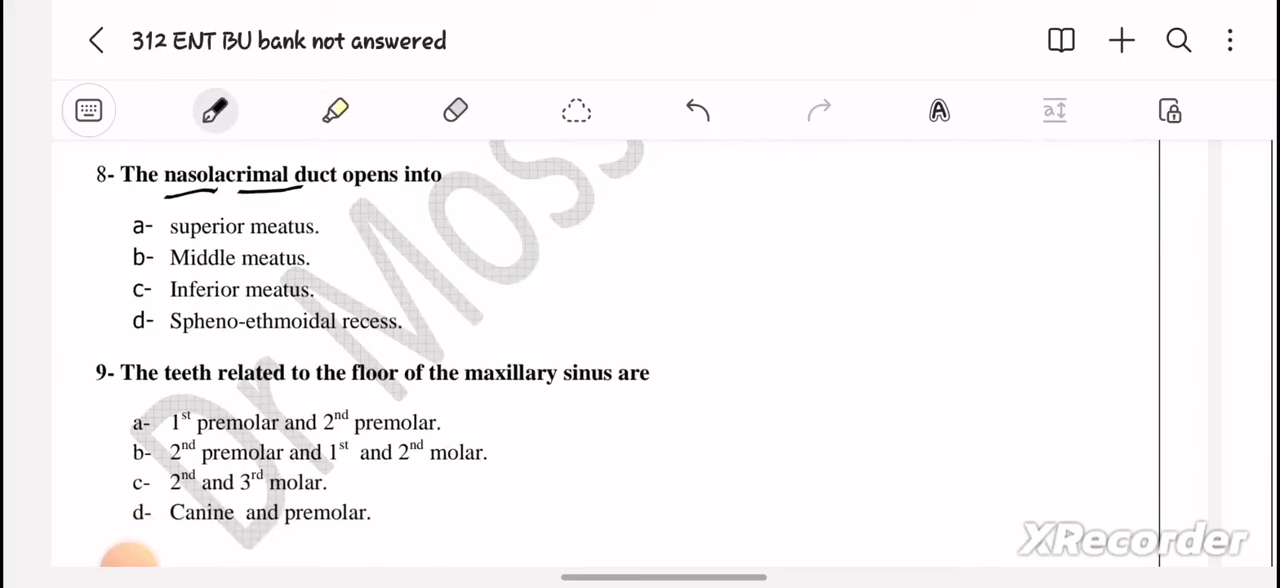 312 ENT BU bank not answered
8- The nasolacrimal duct opens into
a- superior meatus.
b- Middle meatus.
c- Inferior meatus.
d- Spheno-ethmoidal recess.
9- The teeth related to the floor of the maxillary sinus are
a- 1st premolar and 2nd premolar.
b- 2nd premolar and 1st and 2nd molar.
c- 2nd and 3rd molar.
d- Canine and premolar.
Dr Moss
XRecorder